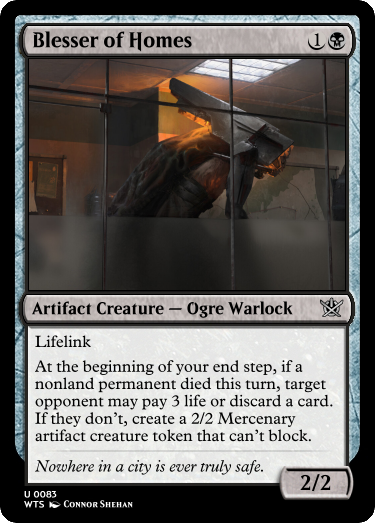 Blesser of Homes 1
Artifact Creature — Ogre Warlock
Lifelink
At the beginning of your end step, if a
nonland permanent died this turn, target
opponent may pay 3 life or discard a card.
If they don't, create a 2/2 Mercenary
artifact creature token that can't block.
Nowhere in a city is ever truly safe.
2/2
U 0083
WTS Connor Shehan